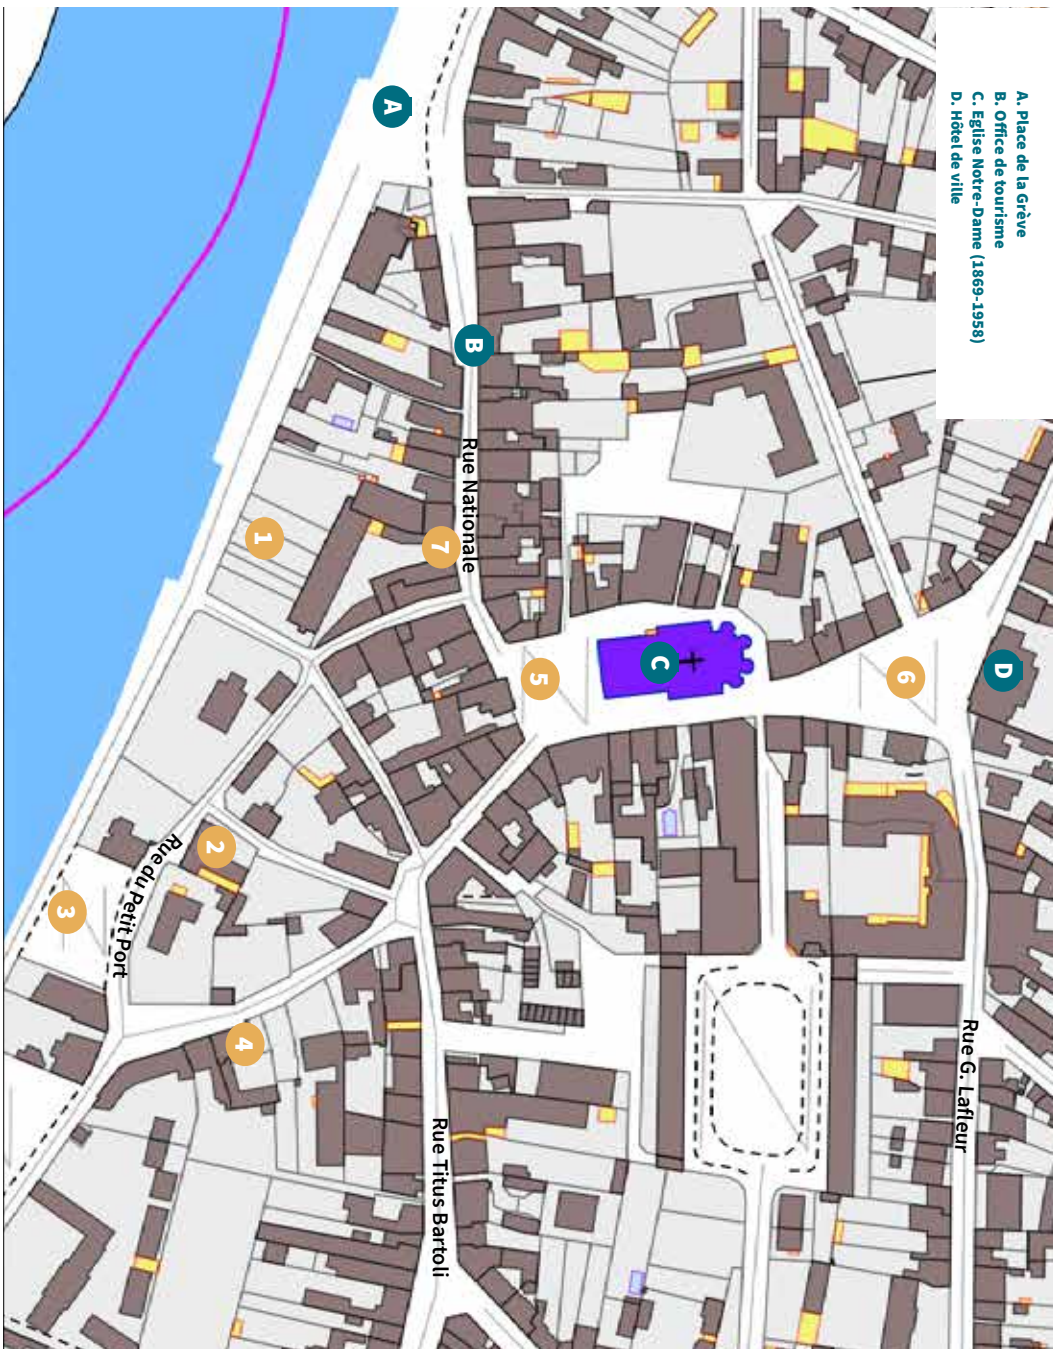 A. Place de la Grève
B. Office de tourisme
C. Eglise Notre-Dame (1869-1958)
D. Hôtel de ville
A
B
Rue Nationale
1
7
5
C
6
D
2
Rue du Petit Port
3
4
Rue G. Lafleur
Rue Titus Bartoli